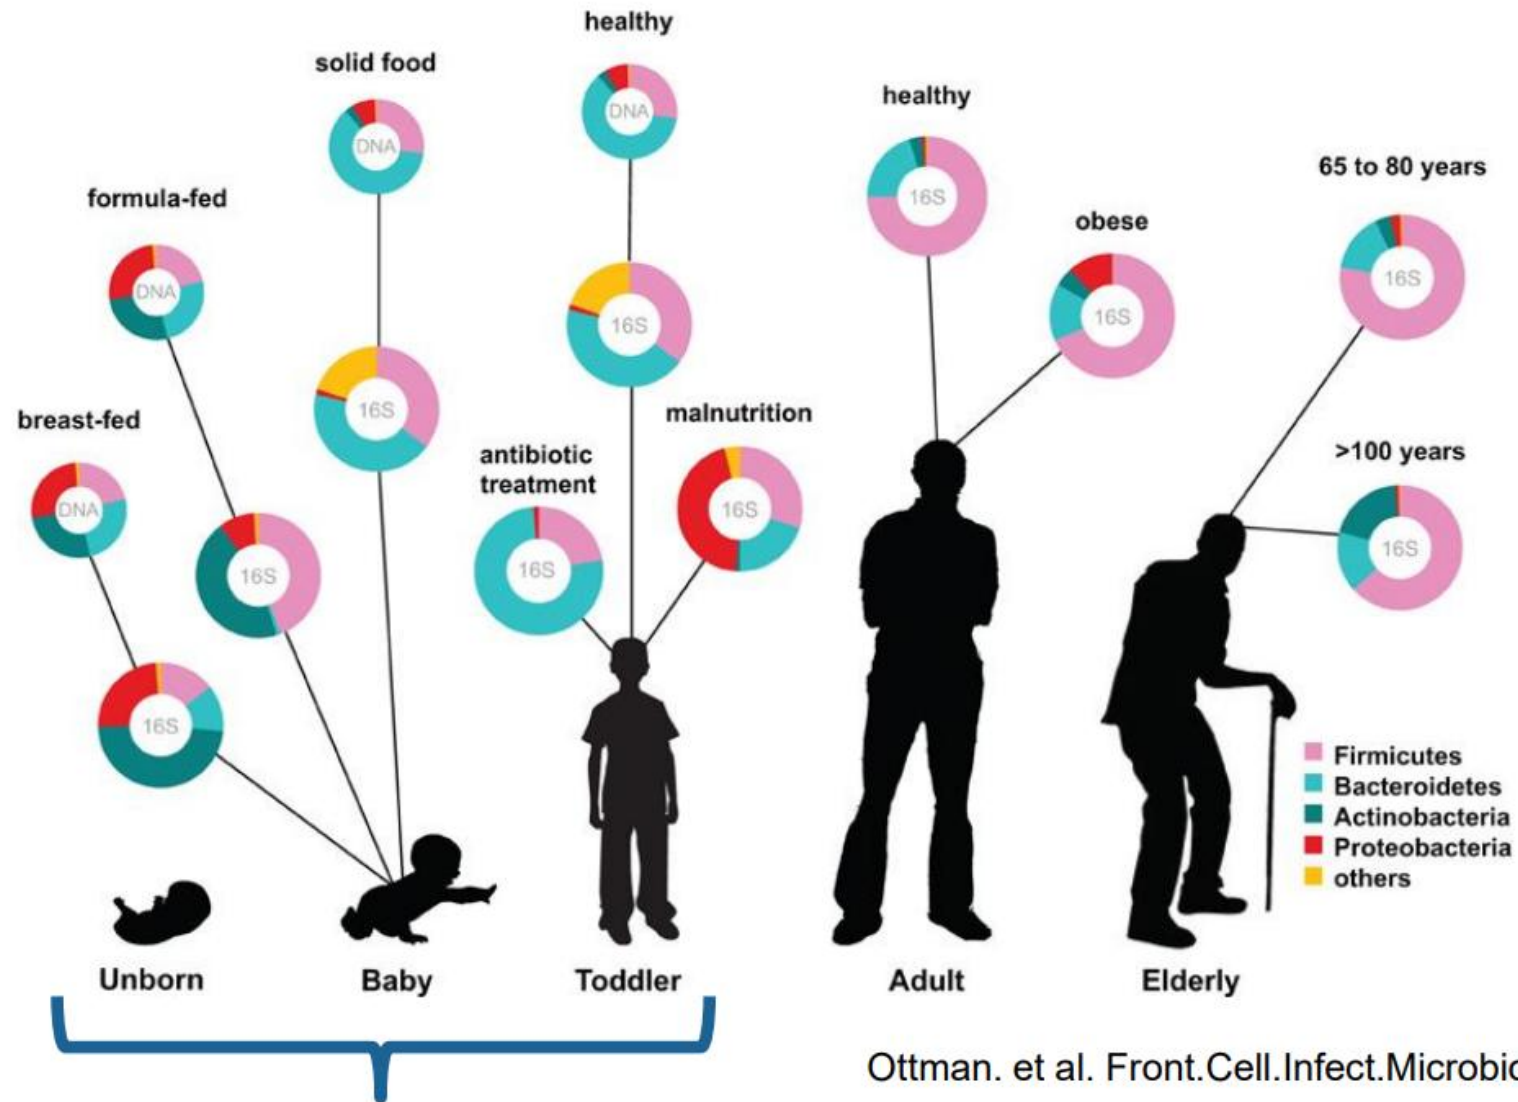 healthy
solid food
DNA
DNA
healthy
formula-fed
16S
65 to 80 years
obese
DNA
16S
16S
16S
breast-fed
16S
malnutrition
antibiotic
treatment
>100 years
DNA
16S
16S
16S
16S
16S
16S
Firmicutes
Bacteroidetes
Actinobacteria
Proteobacteria
others
Unborn
Baby
Toddler
Adult
Elderly
Ottman. et al. Front.Cell.Infect.Microbio